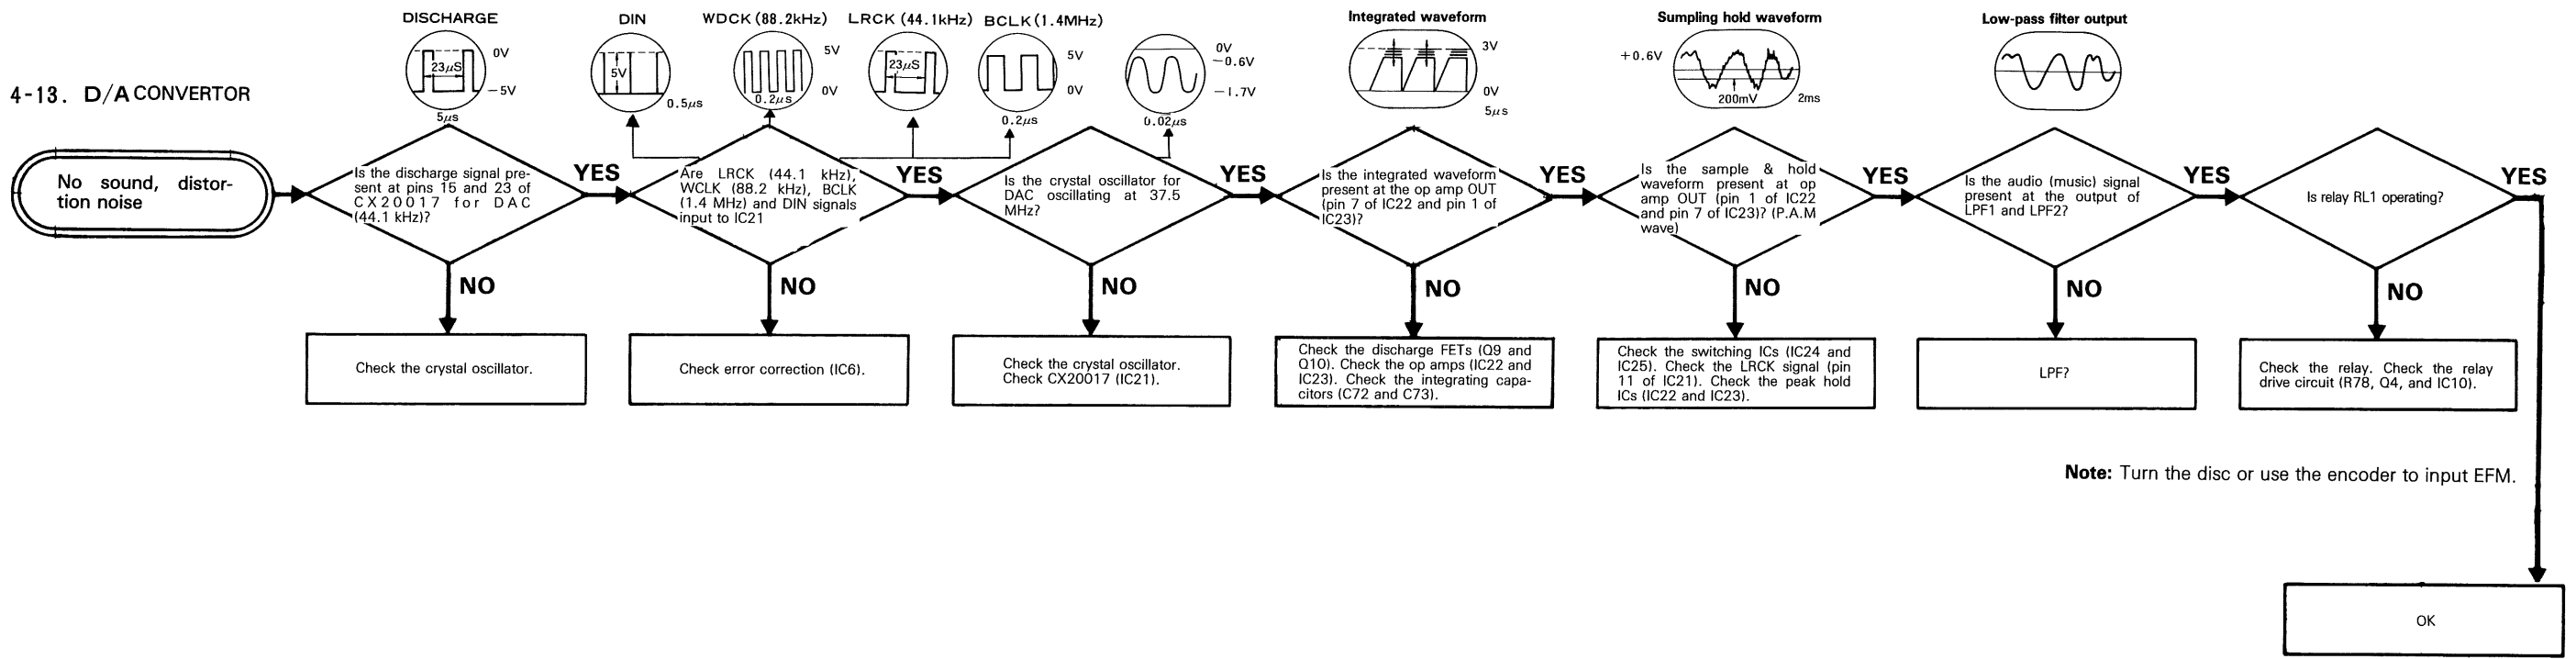 4-13. D/A CONVERTOR
DISCHARGE
0V
23μS
−5V
5μs
DIN
5V
0.5μs
WDCK (88.2kHz)
5V
0V
0.2μs
LRCK (44.1kHz)
23μS
BCLK (1.4MHz)
5V
0V
0.2μs
0V
−0.6V
−1.7V
0.02μs
Integrated waveform
3V
0V
5μs
Sumpling hold waveform
+0.6V
200mV
2ms
Low-pass filter output
No sound, distor-
tion noise
Is the discharge signal pre-
sent at pins 15 and 23 of
CX20017 for DAC
(44.1 kHz)?
YES
NO
Check the crystal oscillator.
Are LRCK (44.1 kHz),
WCLK (88.2 kHz), BCLK
(1.4 MHz) and DIN signals
input to IC21
YES
NO
Check error correction (IC6).
Is the crystal oscillator for
DAC oscillating at 37.5
MHz?
YES
NO
Check the crystal oscillator.
Check CX20017 (IC21).
Is the integrated waveform
present at the op amp OUT
(pin 7 of IC22 and pin 1 of
IC23)?
YES
NO
Check the discharge FETs (Q9 and
Q10). Check the op amps (IC22 and
IC23). Check the integrating capa-
citors (C72 and C73).
Is the sample & hold
waveform present at op
amp OUT (pin 1 of IC22
and pin 7 of IC23)? (P.A.M
wave)
YES
NO
Check the switching ICs (IC24 and
IC25). Check the LRCK signal (pin
11 of IC21). Check the peak hold
ICs (IC22 and IC23).
Is the audio (music) signal
present at the output of
LPF1 and LPF2?
YES
NO
LPF?
Is relay RL1 operating?
YES
NO
Check the relay. Check the relay
drive circuit (R78, Q4, and IC10).
Note: Turn the disc or use the encoder to input EFM.
OK